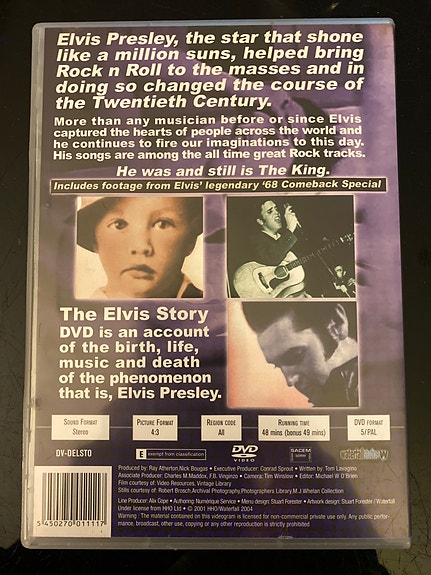 Elvis Presley, the star that shone
like a million suns, helped bring
Rock n Roll to the masses and in
doing so changed the course of
the Twentieth Century.
More than any musician before or since Elvis
captured the hearts of people across the world and
he continues to fire our imaginations to this day.
His songs are among the all time great Rock tracks.
He was and still is The King.
Includes footage from Elvis' legendary '68 Comeback Special
The Elvis Story
DVD is an account
of the birth, life,
music and death
of the phenomenon
that is, Elvis Presley.
Sound Format
Stereo
Picture Format
4:3
Region code
All
Running time
48 mins (bonus 49 mins)
DVD format
5/PAL
DV-DELSTO
E exempt from classification
DVD
VIDEO
SACEM
waterfall
Produced by: Ray Atherton,Nick Bougas • Executive Producer: Conrad Sprout • Written by: Tom Lavagino
Associate Producer: Charles M.Maddox, F.B. Vinginzo • Camera:Tim Winslow • Editor: Michael W O'Brien
Film courtesy of: Video Resources, Vintage Library
Stills courtesy of: Robert Brosch,Archival Photography,Photographers Library,M.J Whelan Collection
Line Producer: Alix Cope • Authoring Numérique Service • Menu design: Stuart Forester • Artwork design: Stuart Forester / Waterfall
Under license from HHO Ltd • © 2001 HHO/Waterfall 2004
Warning : The material contained on this videogram is licensed for non-commercial private use only. Any public perfor-
mance, broadcast, other use, copying or any other reproduction is strictly prohibited
5 450270 011117